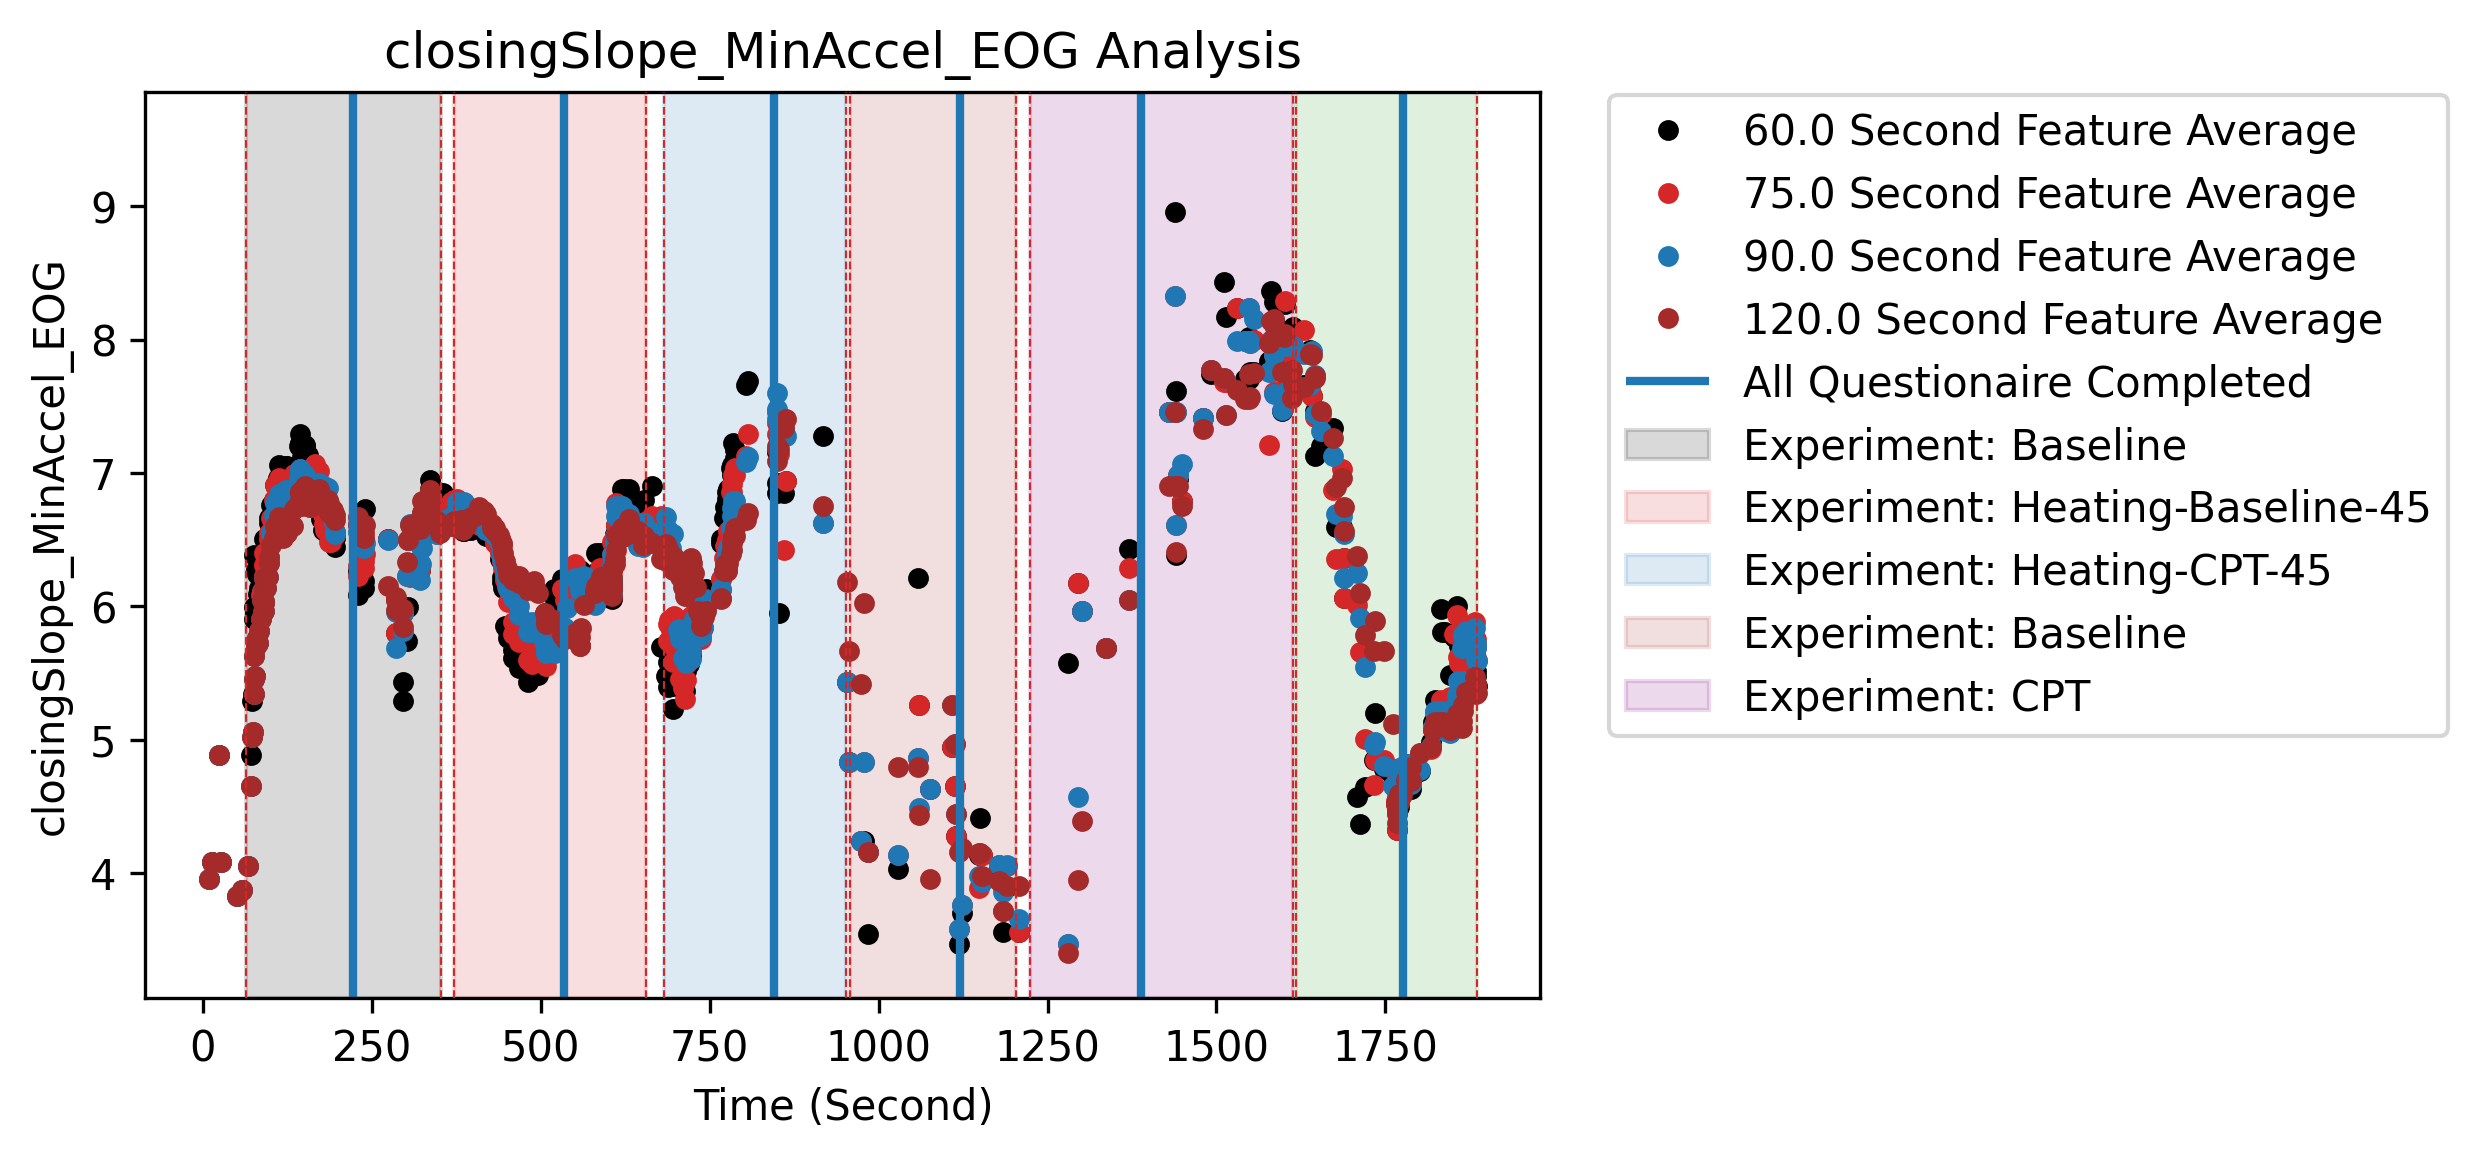 closingSlope_MinAccel_EOG Analysis
closingSlope_MinAccel_EOG
9
8
7
6
5
4
0 250 500 750 1000 1250 1500 1750
Time (Second)
60.0 Second Feature Average
75.0 Second Feature Average
90.0 Second Feature Average
120.0 Second Feature Average
All Questionaire Completed
Experiment: Baseline
Experiment: Heating-Baseline-45
Experiment: Heating-CPT-45
Experiment: Baseline
Experiment: CPT